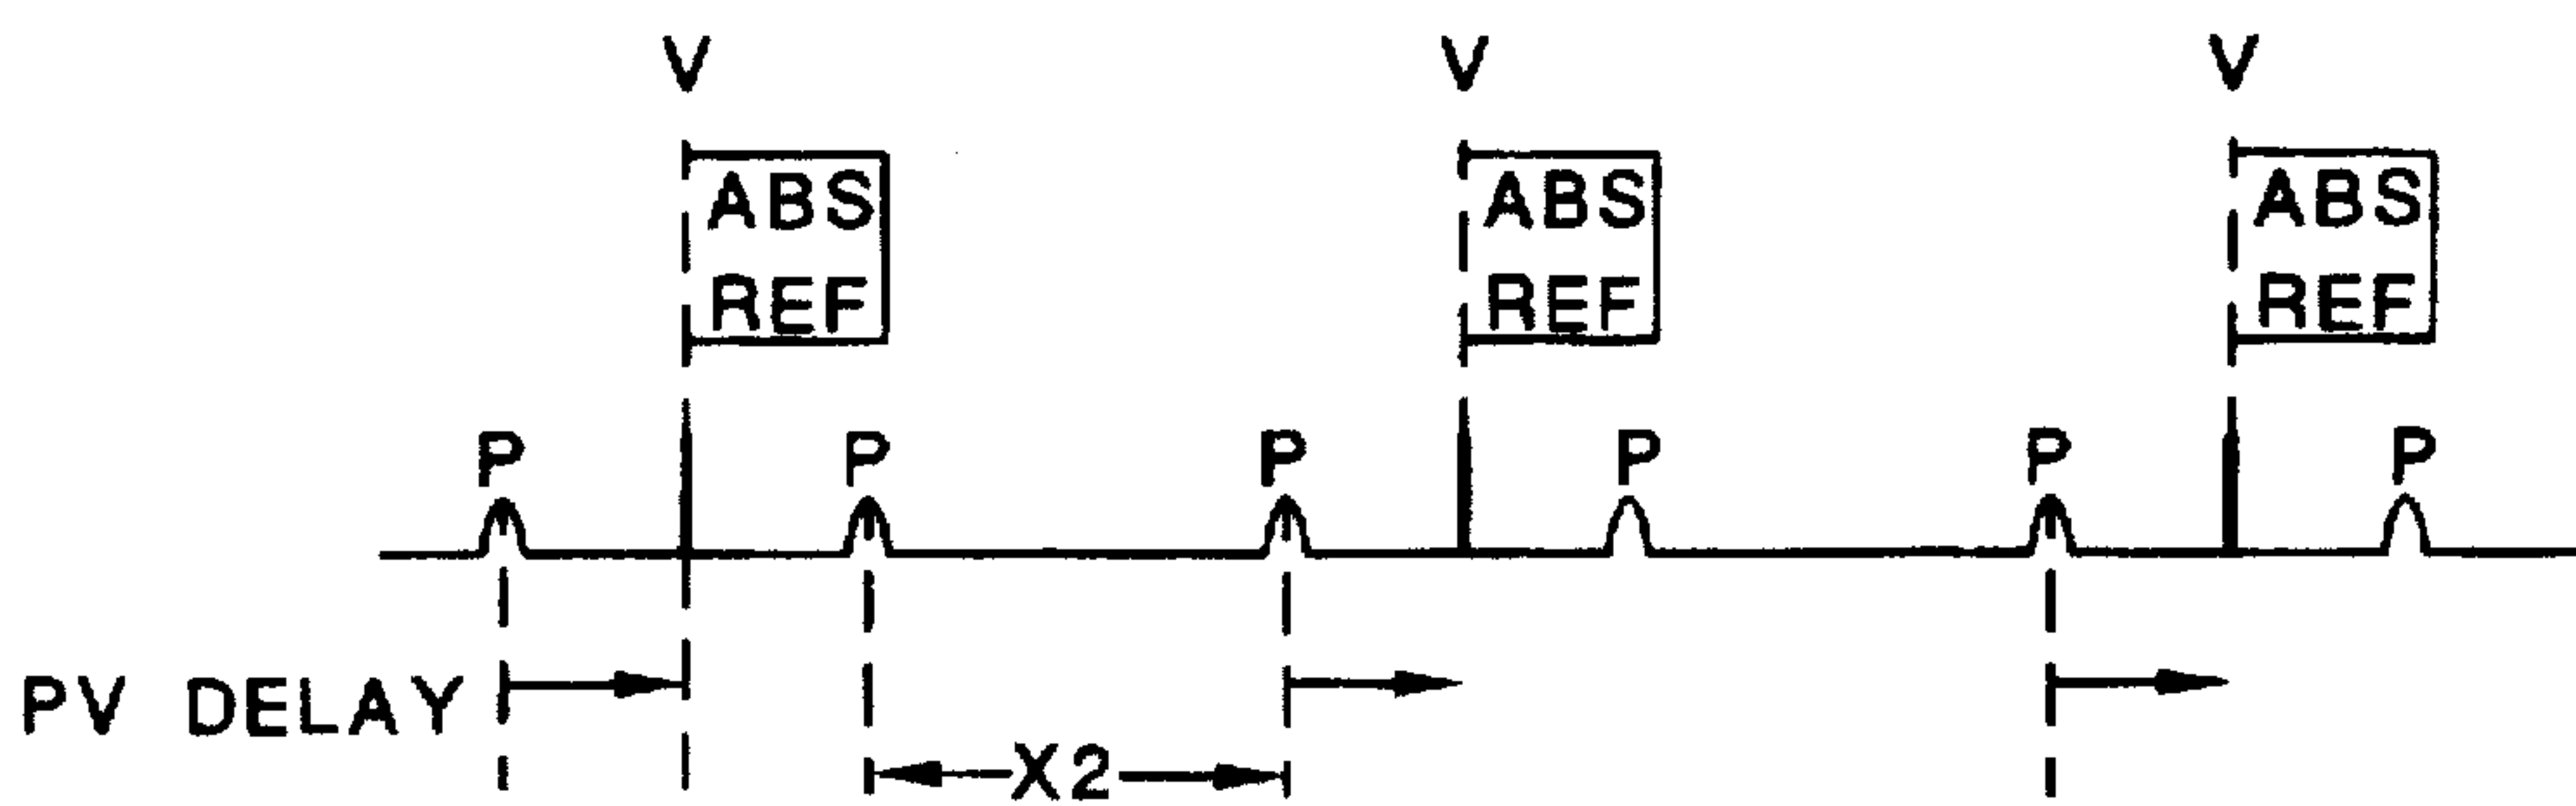 V V V
ABS ABS ABS
REF REF REF
P P P P P P
PV DELAY
X2